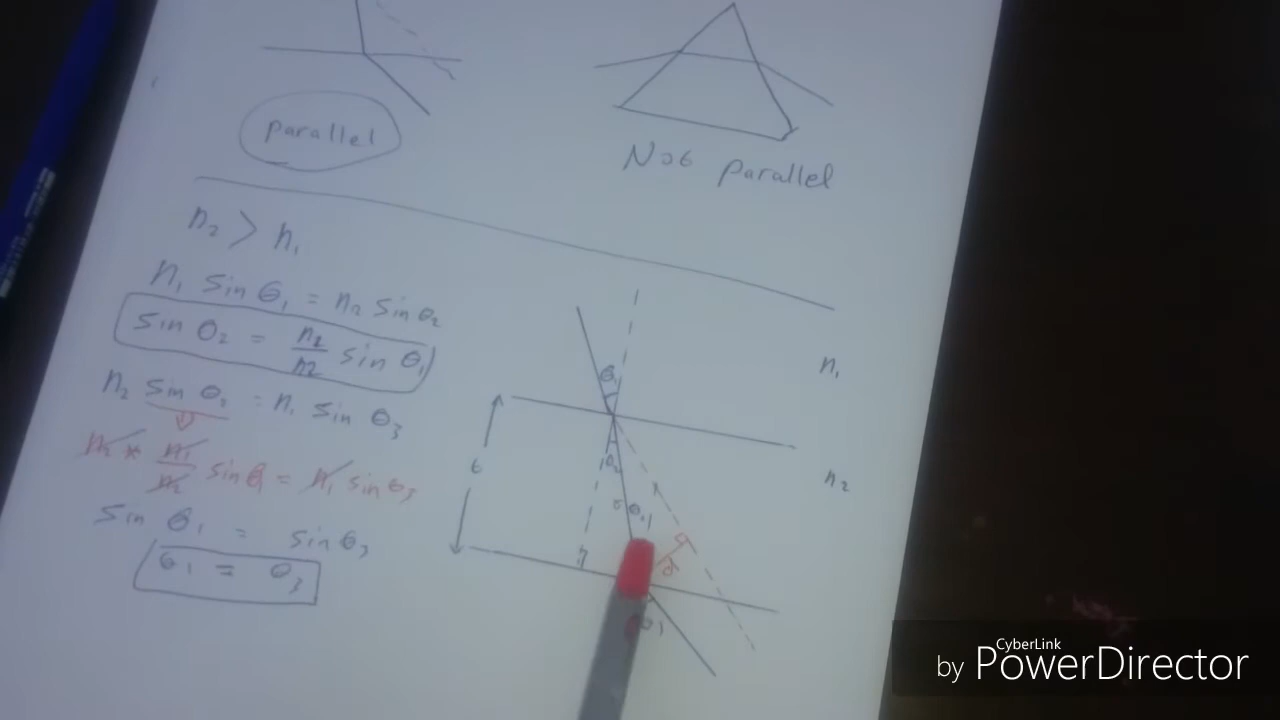 parallel
Not parallel
n₂ > n₁
n₁ sin θ₁ = n₂ sin θ₂
sin θ₂ = n₁/n₂ sin θ₁
n₂ sin θ₂ = n₁ sin θ₃
n₂ * n₁/n₂ sin θ₁ = n₁ sin θ₃
sin θ₁ = sin θ₃
θ₁ = θ₃
n₁
θ₁
n₂
θ₂
t
d
CyberLink
by PowerDirector